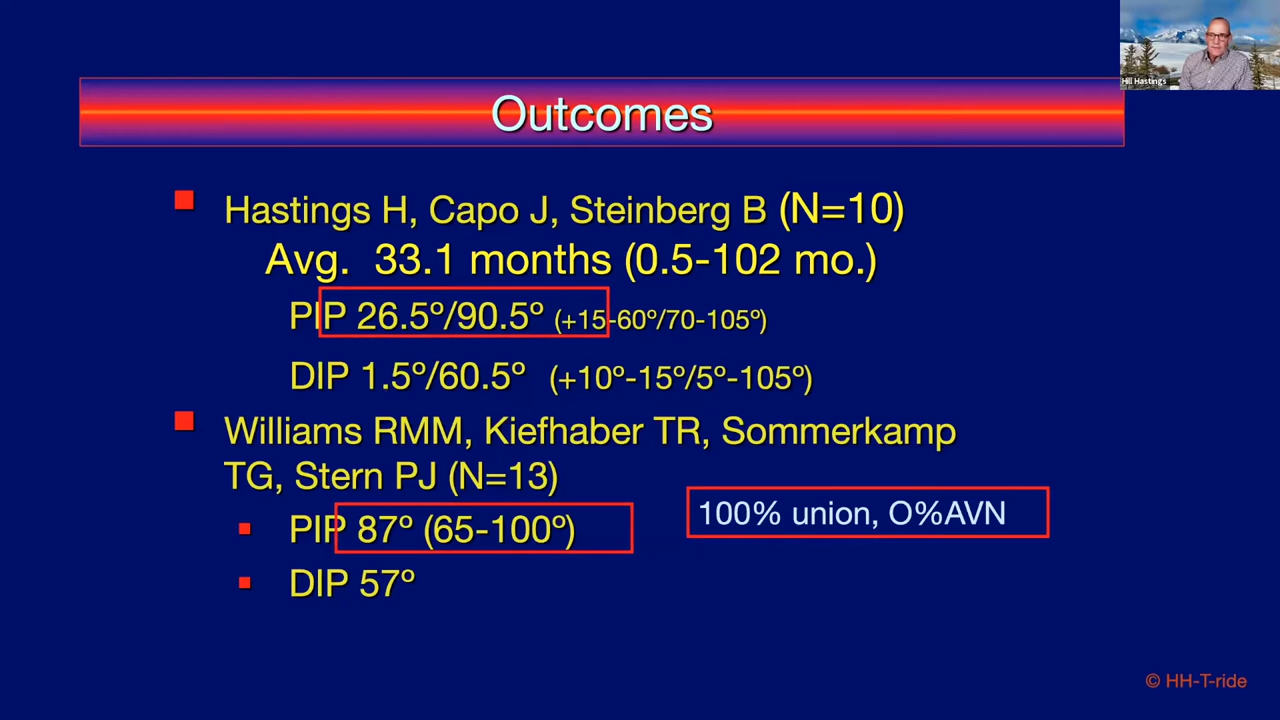 Hill Hastings
Outcomes
Hastings H, Capo J, Steinberg B (N=10)
Avg. 33.1 months (0.5-102 mo.)
PIP 26.5º/90.5º (+15-60º/70-105º)
DIP 1.5º/60.5º (+10º-15º/5º-105º)
Williams RMM, Kiefhaber TR, Sommerkamp
TG, Stern PJ (N=13)
PIP 87º (65-100º)
100% union, O%AVN
DIP 57º
© HH-T-ride